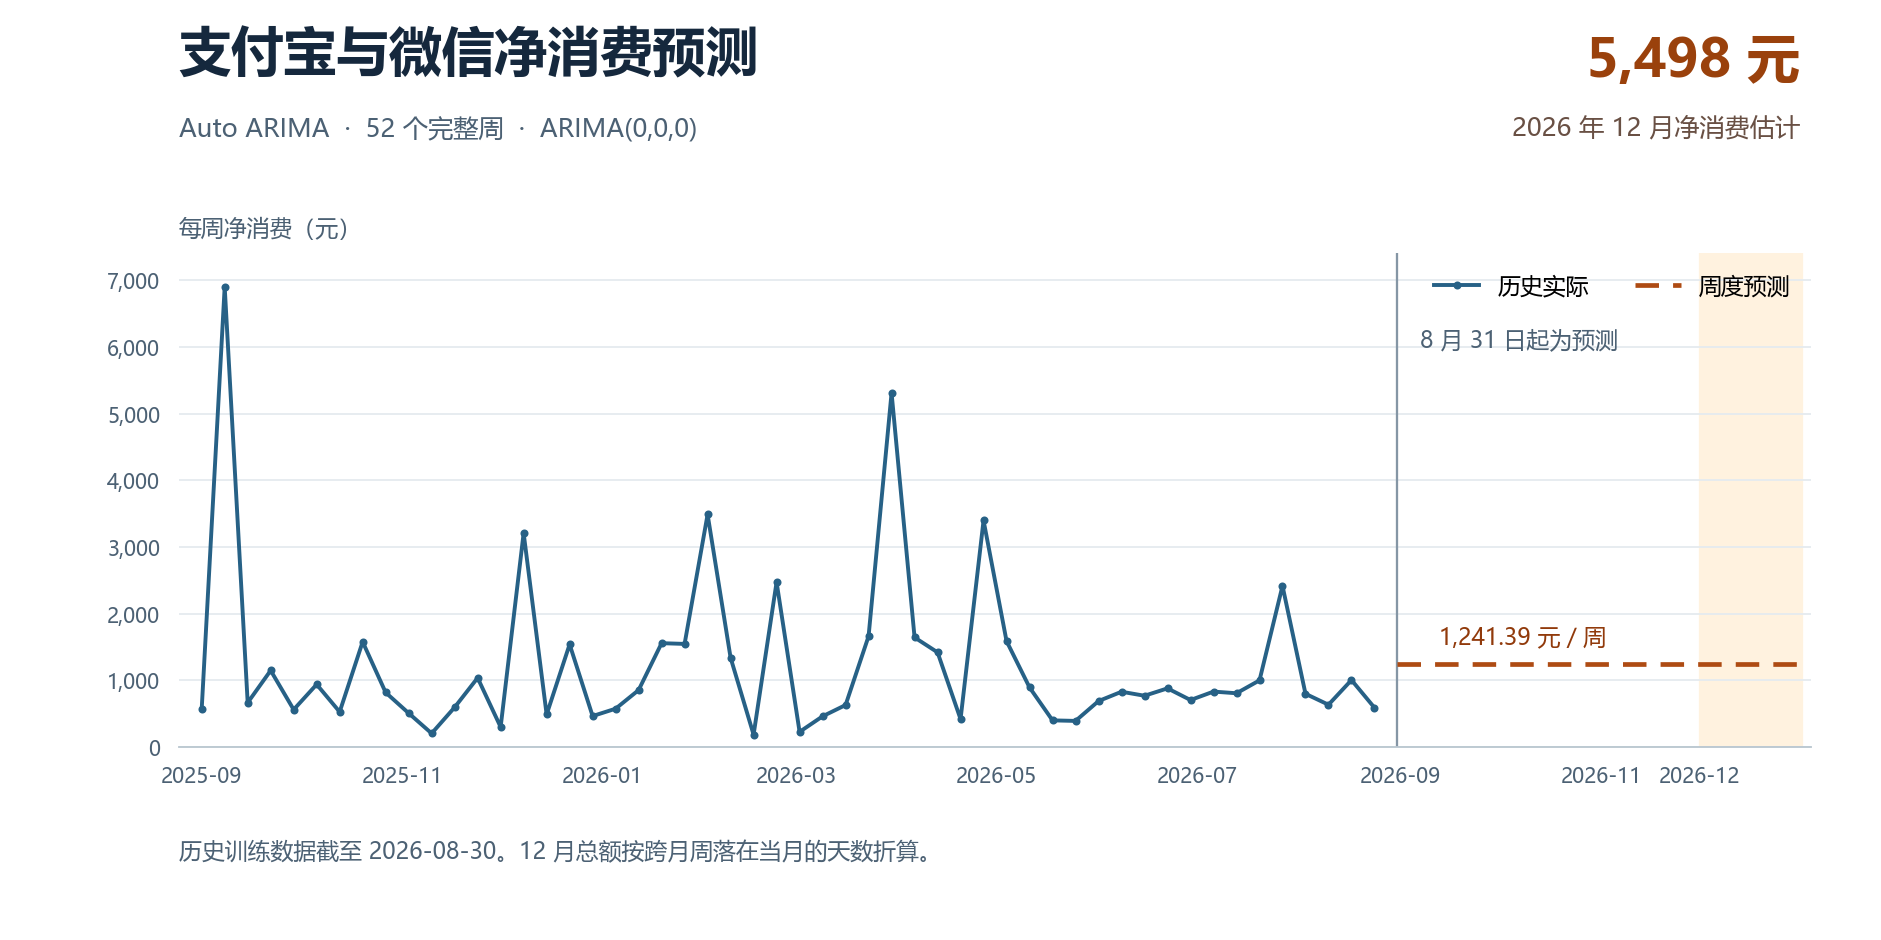 支付宝与微信净消费预测
5,498 元
Auto ARIMA · 52 个完整周 · ARIMA(0,0,0)
2026 年 12 月净消费估计
每周净消费（元）
7,000
6,000
5,000
4,000
3,000
2,000
1,000
0
历史实际
周度预测
8 月 31 日起为预测
1,241.39 元 / 周
2025-09
2025-11
2026-01
2026-03
2026-05
2026-07
2026-09
2026-11
2026-12
历史训练数据截至 2026-08-30。12 月总额按跨月周落在当月的天数折算。